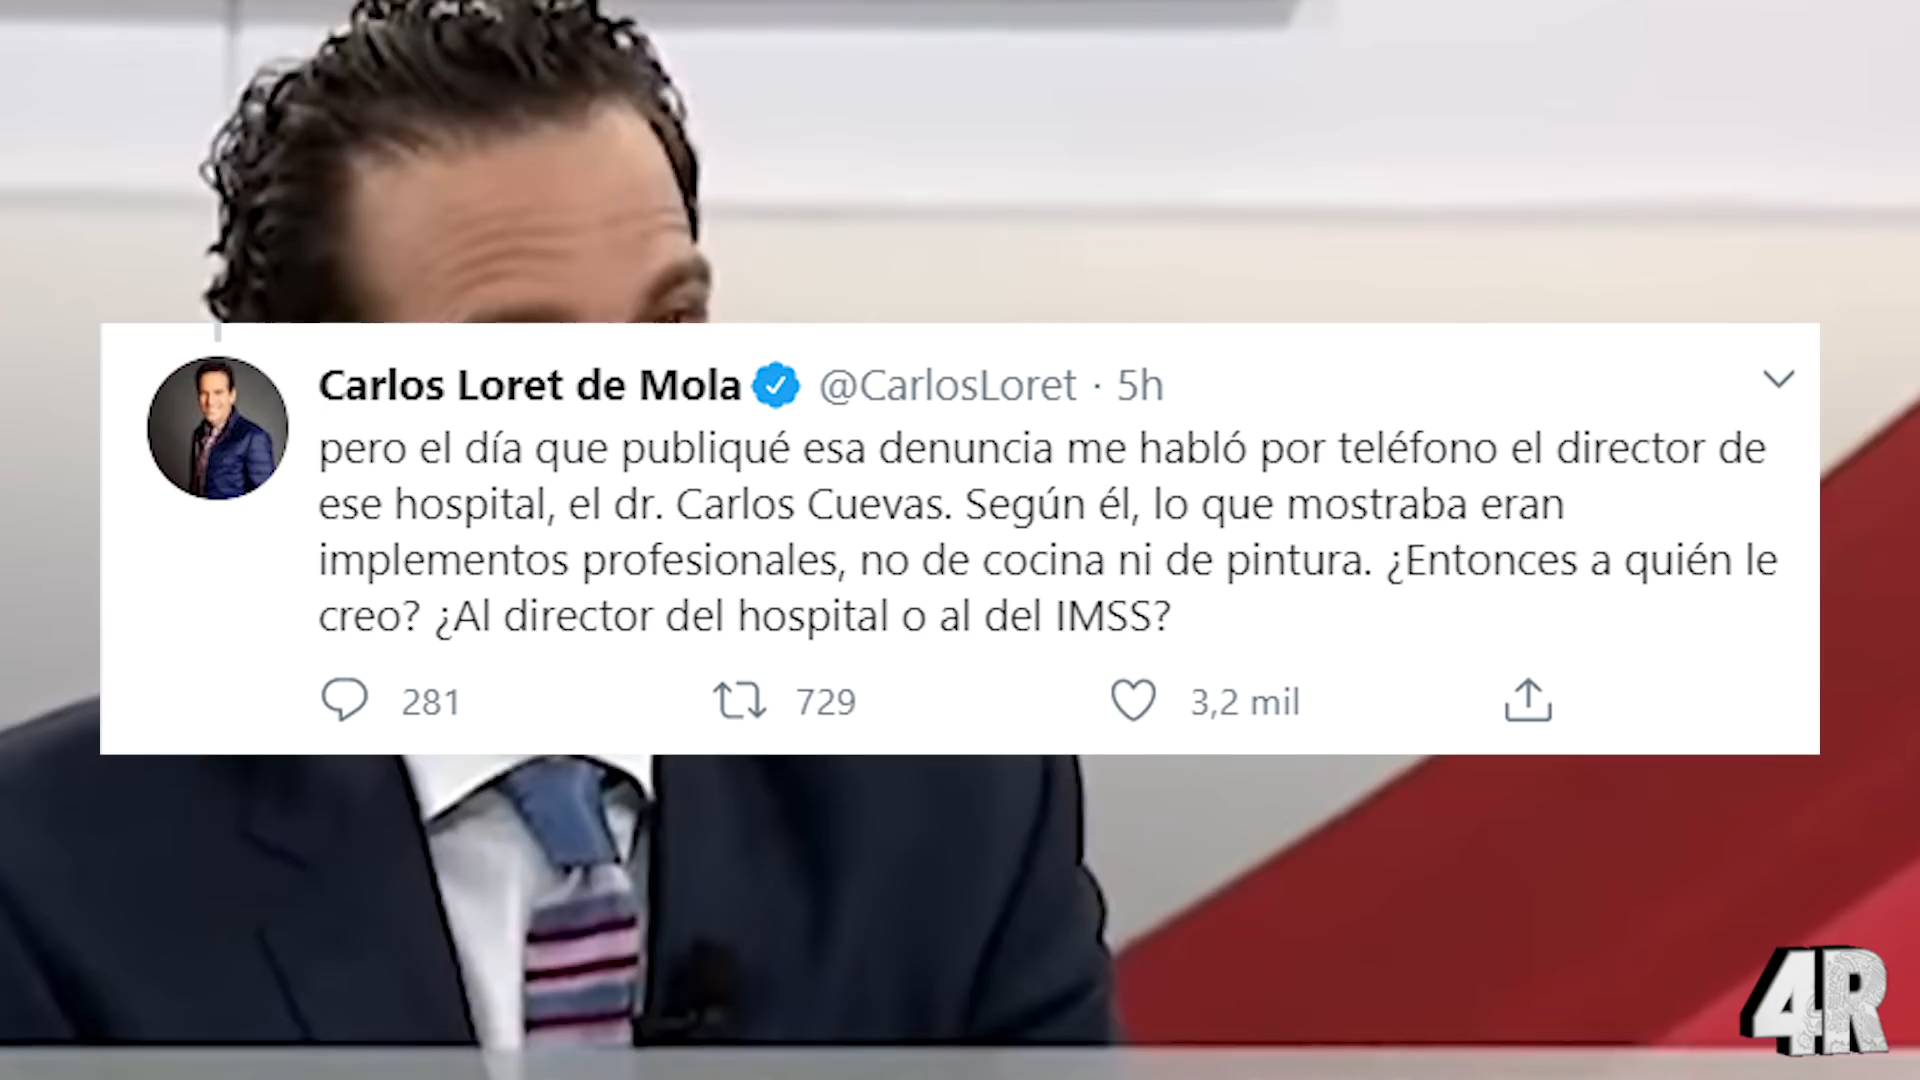 Carlos Loret de Mola @CarlosLoret · 5h
pero el día que publiqué esa denuncia me habló por teléfono el director de
ese hospital, el dr. Carlos Cuevas. Según él, lo que mostraba eran
implementos profesionales, no de cocina ni de pintura. ¿Entonces a quién le
creo? ¿Al director del hospital o al del IMSS?
281 729 3,2 mil
4R